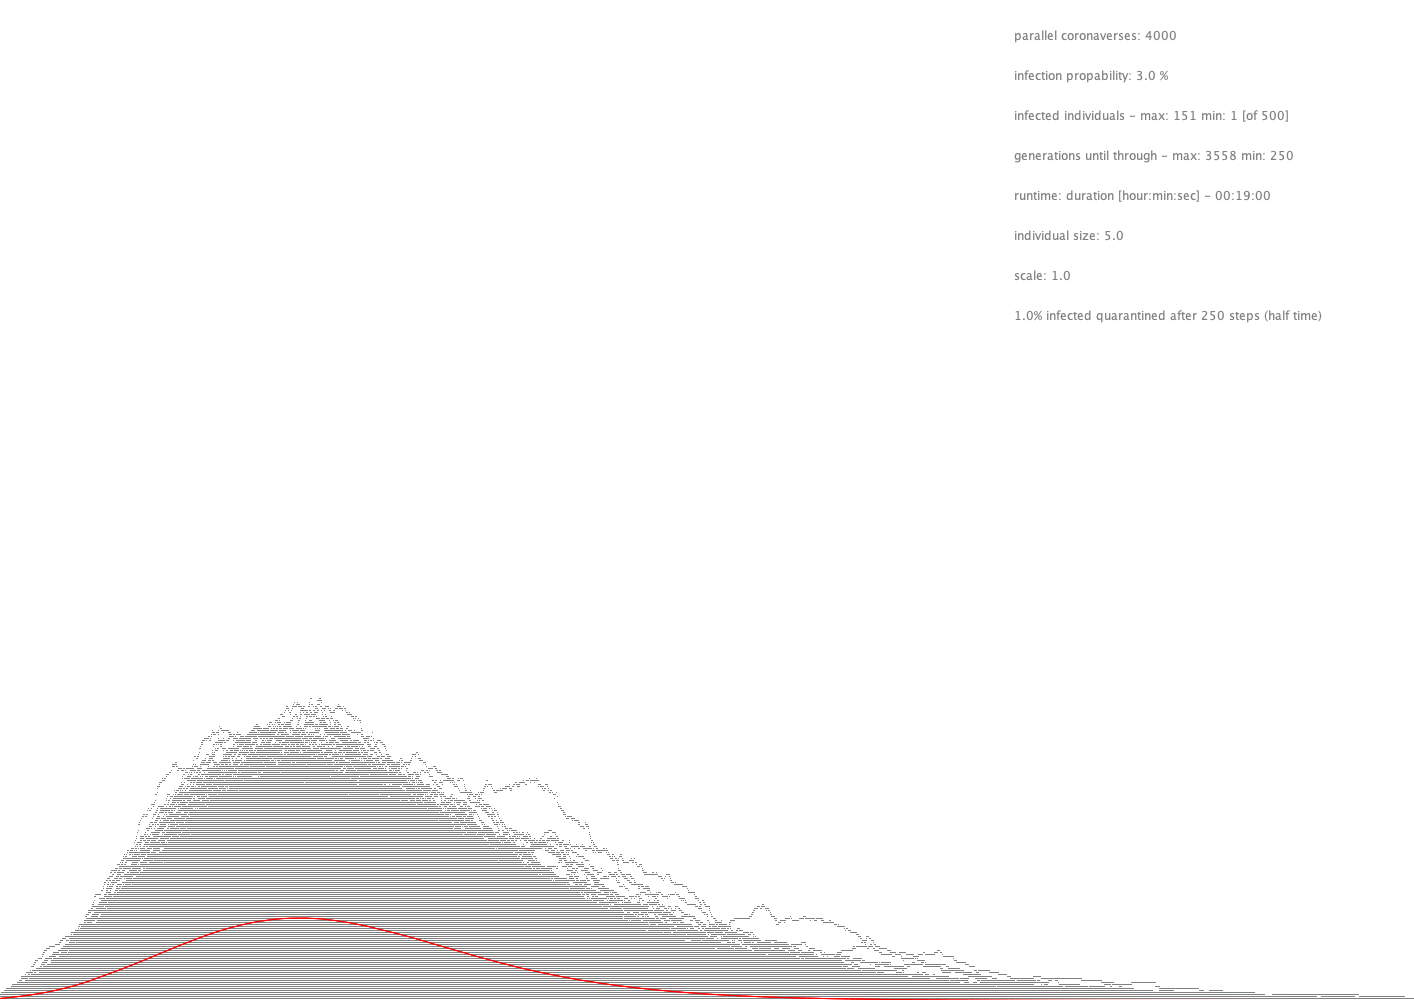 parallel coronaverses: 4000
infection propability: 3.0 %
infected individuals - max: 151 min: 1 [of 500]
generations until through - max: 3558 min: 250
runtime: duration [hour:min:sec] - 00:19:00
individual size: 5.0
scale: 1.0
1.0% infected quarantined after 250 steps (half time)